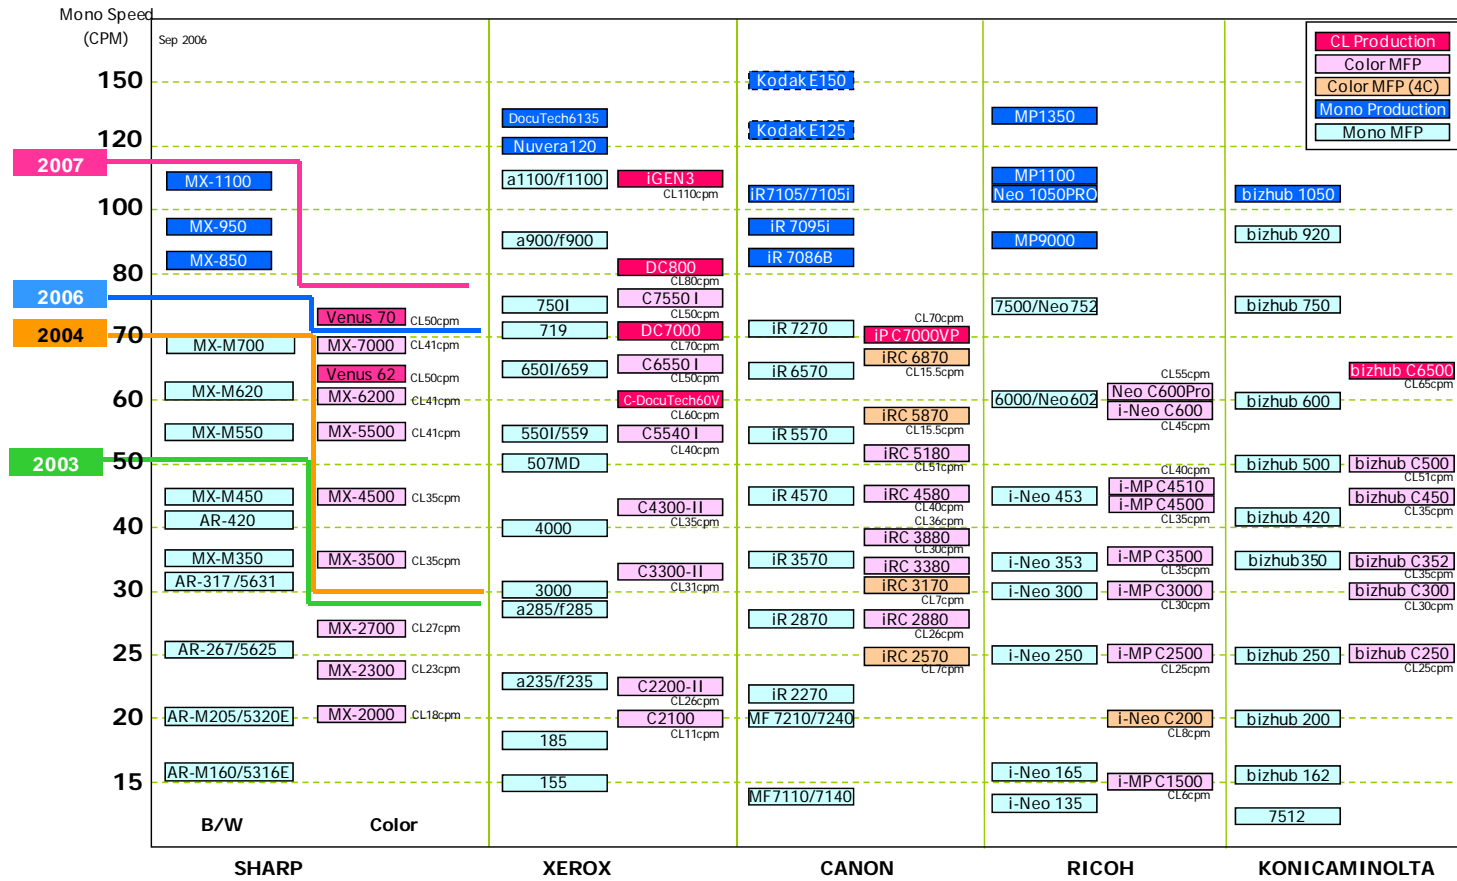 Mono Speed
(CPM)
Sep 2006
150
120
100
80
70
60
50
40
30
25
20
15
2007
2006
2004
2003
CL Production
Color MFP
Color MFP (4C)
Mono Production
Mono MFP
MX-1100
MX-950
MX-850
MX-M700
MX-M620
MX-M550
MX-M450
AR-420
MX-M350
AR-317/5631
AR-267/5625
AR-M205/5320E
AR-M160/5316E
B/W
Venus 70
CL50cpm
MX-7000
CL41cpm
Venus 62
CL50cpm
MX-6200
CL41cpm
MX-5500
CL41cpm
MX-4500
CL35cpm
MX-3500
CL35cpm
MX-2700
CL27cpm
MX-2300
CL23cpm
MX-2000
CL18cpm
Color
SHARP
DocuTech6135
Nuvera120
a1100/f1100
a900/f900
750I
719
650I/659
550I/559
507MD
4000
3000
a285/f285
a235/f235
185
155
iGEN3
CL110cpm
DC800
CL80cpm
C7550 I
CL50cpm
DC7000
CL70cpm
C6550 I
CL50cpm
C-DocuTech60V
CL60cpm
C5540 I
CL40cpm
C4300-II
CL35cpm
C3300-II
CL31cpm
C2200-II
CL26cpm
C2100
CL11cpm
XEROX
Kodak E150
Kodak E125
iR7105/7105i
iR 7095i
iR 7086B
iR 7270
iR 6570
iR 5570
iR 4570
iR 3570
iR 2870
iR 2270
MF 7210/7240
MF7110/7140
CL70cpm
iP C7000VP
iRC 6870
CL15.5cpm
iRC 5870
CL15.5cpm
iRC 5180
CL51cpm
iRC 4580
CL40cpm
CL36cpm
iRC 3880
CL30cpm
iRC 3380
iRC 3170
CL7cpm
iRC 2880
CL26cpm
iRC 2570
CL7cpm
CANON
MP1350
MP1100
Neo 1050PRO
MP9000
7500/Neo752
6000/Neo602
i-Neo 453
i-Neo 353
i-Neo 300
i-Neo 250
i-Neo 165
i-Neo 135
CL55cpm
Neo C600Pro
i-Neo C600
CL45cpm
CL40cpm
i-MP C4510
i-MP C4500
CL35cpm
i-MP C3500
CL35cpm
i-MP C3000
CL30cpm
i-MP C2500
CL25cpm
i-Neo C200
CL8cpm
i-MP C1500
CL6cpm
RICOH
bizhub 1050
bizhub 920
bizhub 750
bizhub 600
bizhub 500
bizhub 420
bizhub350
bizhub 250
bizhub 200
bizhub 162
7512
bizhub C6500
CL65cpm
bizhub C500
CL51cpm
bizhub C450
CL35cpm
bizhub C352
CL35cpm
bizhub C300
CL30cpm
bizhub C250
CL25cpm
KONICAMINOLTA